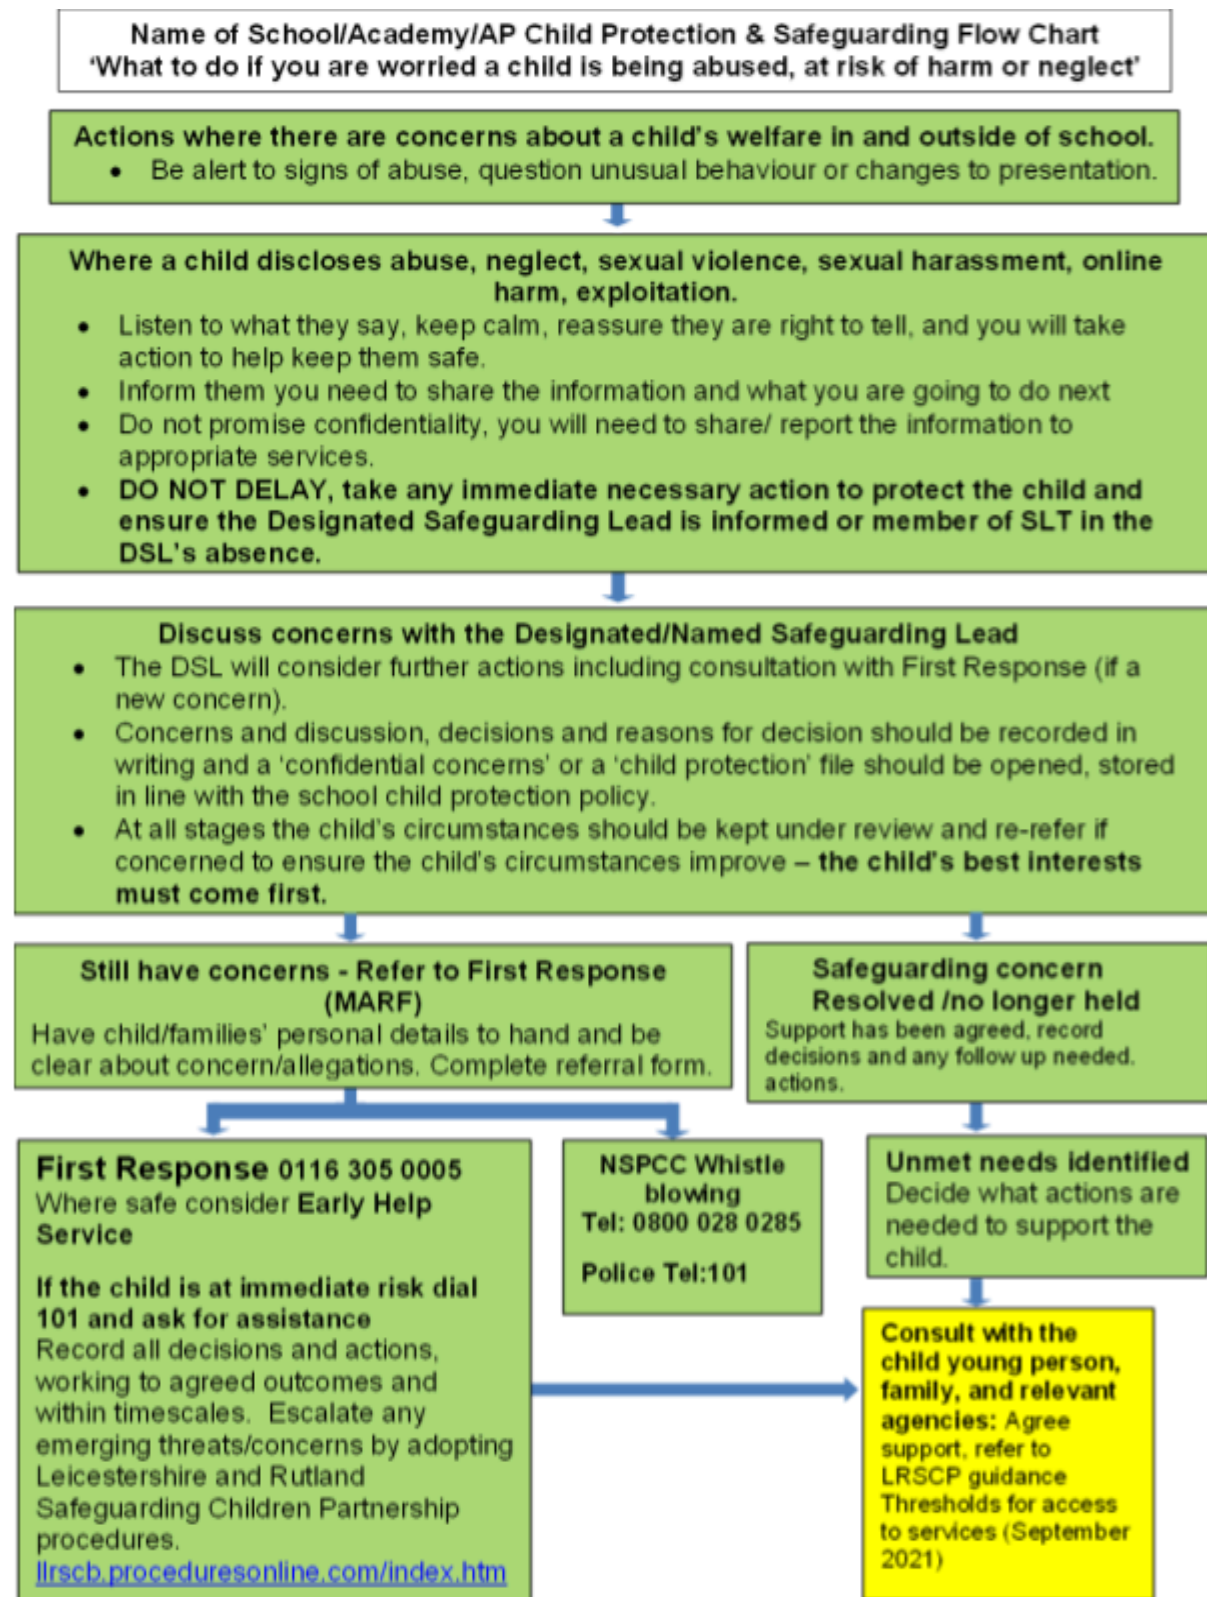 Name of School/Academy/AP Child Protection & Safeguarding Flow Chart
‘What to do if you are worried a child is being abused, at risk of harm or neglect’
Actions where there are concerns about a child’s welfare in and outside of school.
• Be alert to signs of abuse, question unusual behaviour or changes to presentation.
Where a child discloses abuse, neglect, sexual violence, sexual harassment, online
harm, exploitation.
• Listen to what they say, keep calm, reassure they are right to tell, and you will take
action to help keep them safe.
• Inform them you need to share the information and what you are going to do next
• Do not promise confidentiality, you will need to share/ report the information to
appropriate services.
• DO NOT DELAY, take any immediate necessary action to protect the child and
ensure the Designated Safeguarding Lead is informed or member of SLT in the
DSL’s absence.
Discuss concerns with the Designated/Named Safeguarding Lead
• The DSL will consider further actions including consultation with First Response (if a
new concern).
• Concerns and discussion, decisions and reasons for decision should be recorded in
writing and a ‘confidential concerns’ or a ‘child protection’ file should be opened, stored
in line with the school child protection policy.
• At all stages the child’s circumstances should be kept under review and re-refer if
concerned to ensure the child’s circumstances improve – the child’s best interests
must come first.
Still have concerns - Refer to First Response
(MARF)
Have child/families’ personal details to hand and be
clear about concern/allegations. Complete referral form.
Safeguarding concern
Resolved /no longer held
Support has been agreed, record
decisions and any follow up needed.
actions.
First Response 0116 305 0005
Where safe consider Early Help
Service
If the child is at immediate risk dial
101 and ask for assistance
Record all decisions and actions,
working to agreed outcomes and
within timescales. Escalate any
emerging threats/concerns by adopting
Leicestershire and Rutland
Safeguarding Children Partnership
procedures.
llrscb.proceduresonline.com/index.htm
NSPCC Whistle
blowing
Tel: 0800 028 0285
Police Tel:101
Unmet needs identified
Decide what actions are
needed to support the
child.
Consult with the
child young person,
family, and relevant
agencies: Agree
support, refer to
LRSCP guidance
Thresholds for access
to services (September
2021)